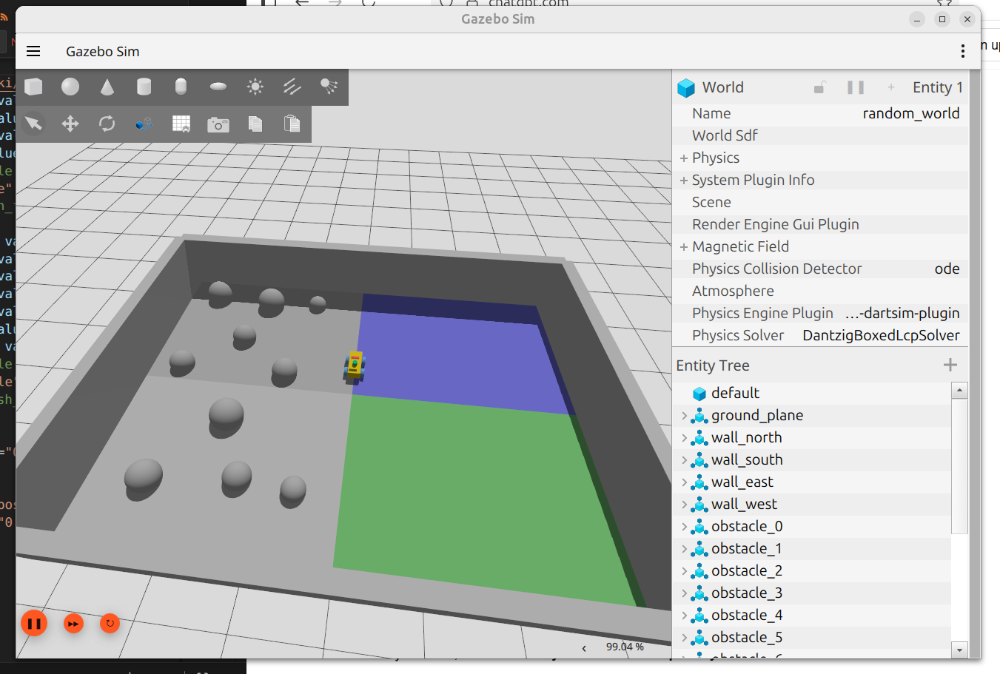 chatgpt.com
Gazebo Sim
Gazebo Sim
World
Entity 1
Name random_world
World Sdf
+ Physics
+ System Plugin Info
Scene
Render Engine Gui Plugin
+ Magnetic Field
Physics Collision Detector ode
Atmosphere
Physics Engine Plugin ...-dartsim-plugin
Physics Solver DantzigBoxedLcpSolver
Entity Tree
default
ground_plane
wall_north
wall_south
wall_east
wall_west
obstacle_0
obstacle_1
obstacle_2
obstacle_3
obstacle_4
obstacle_5
99.04 %